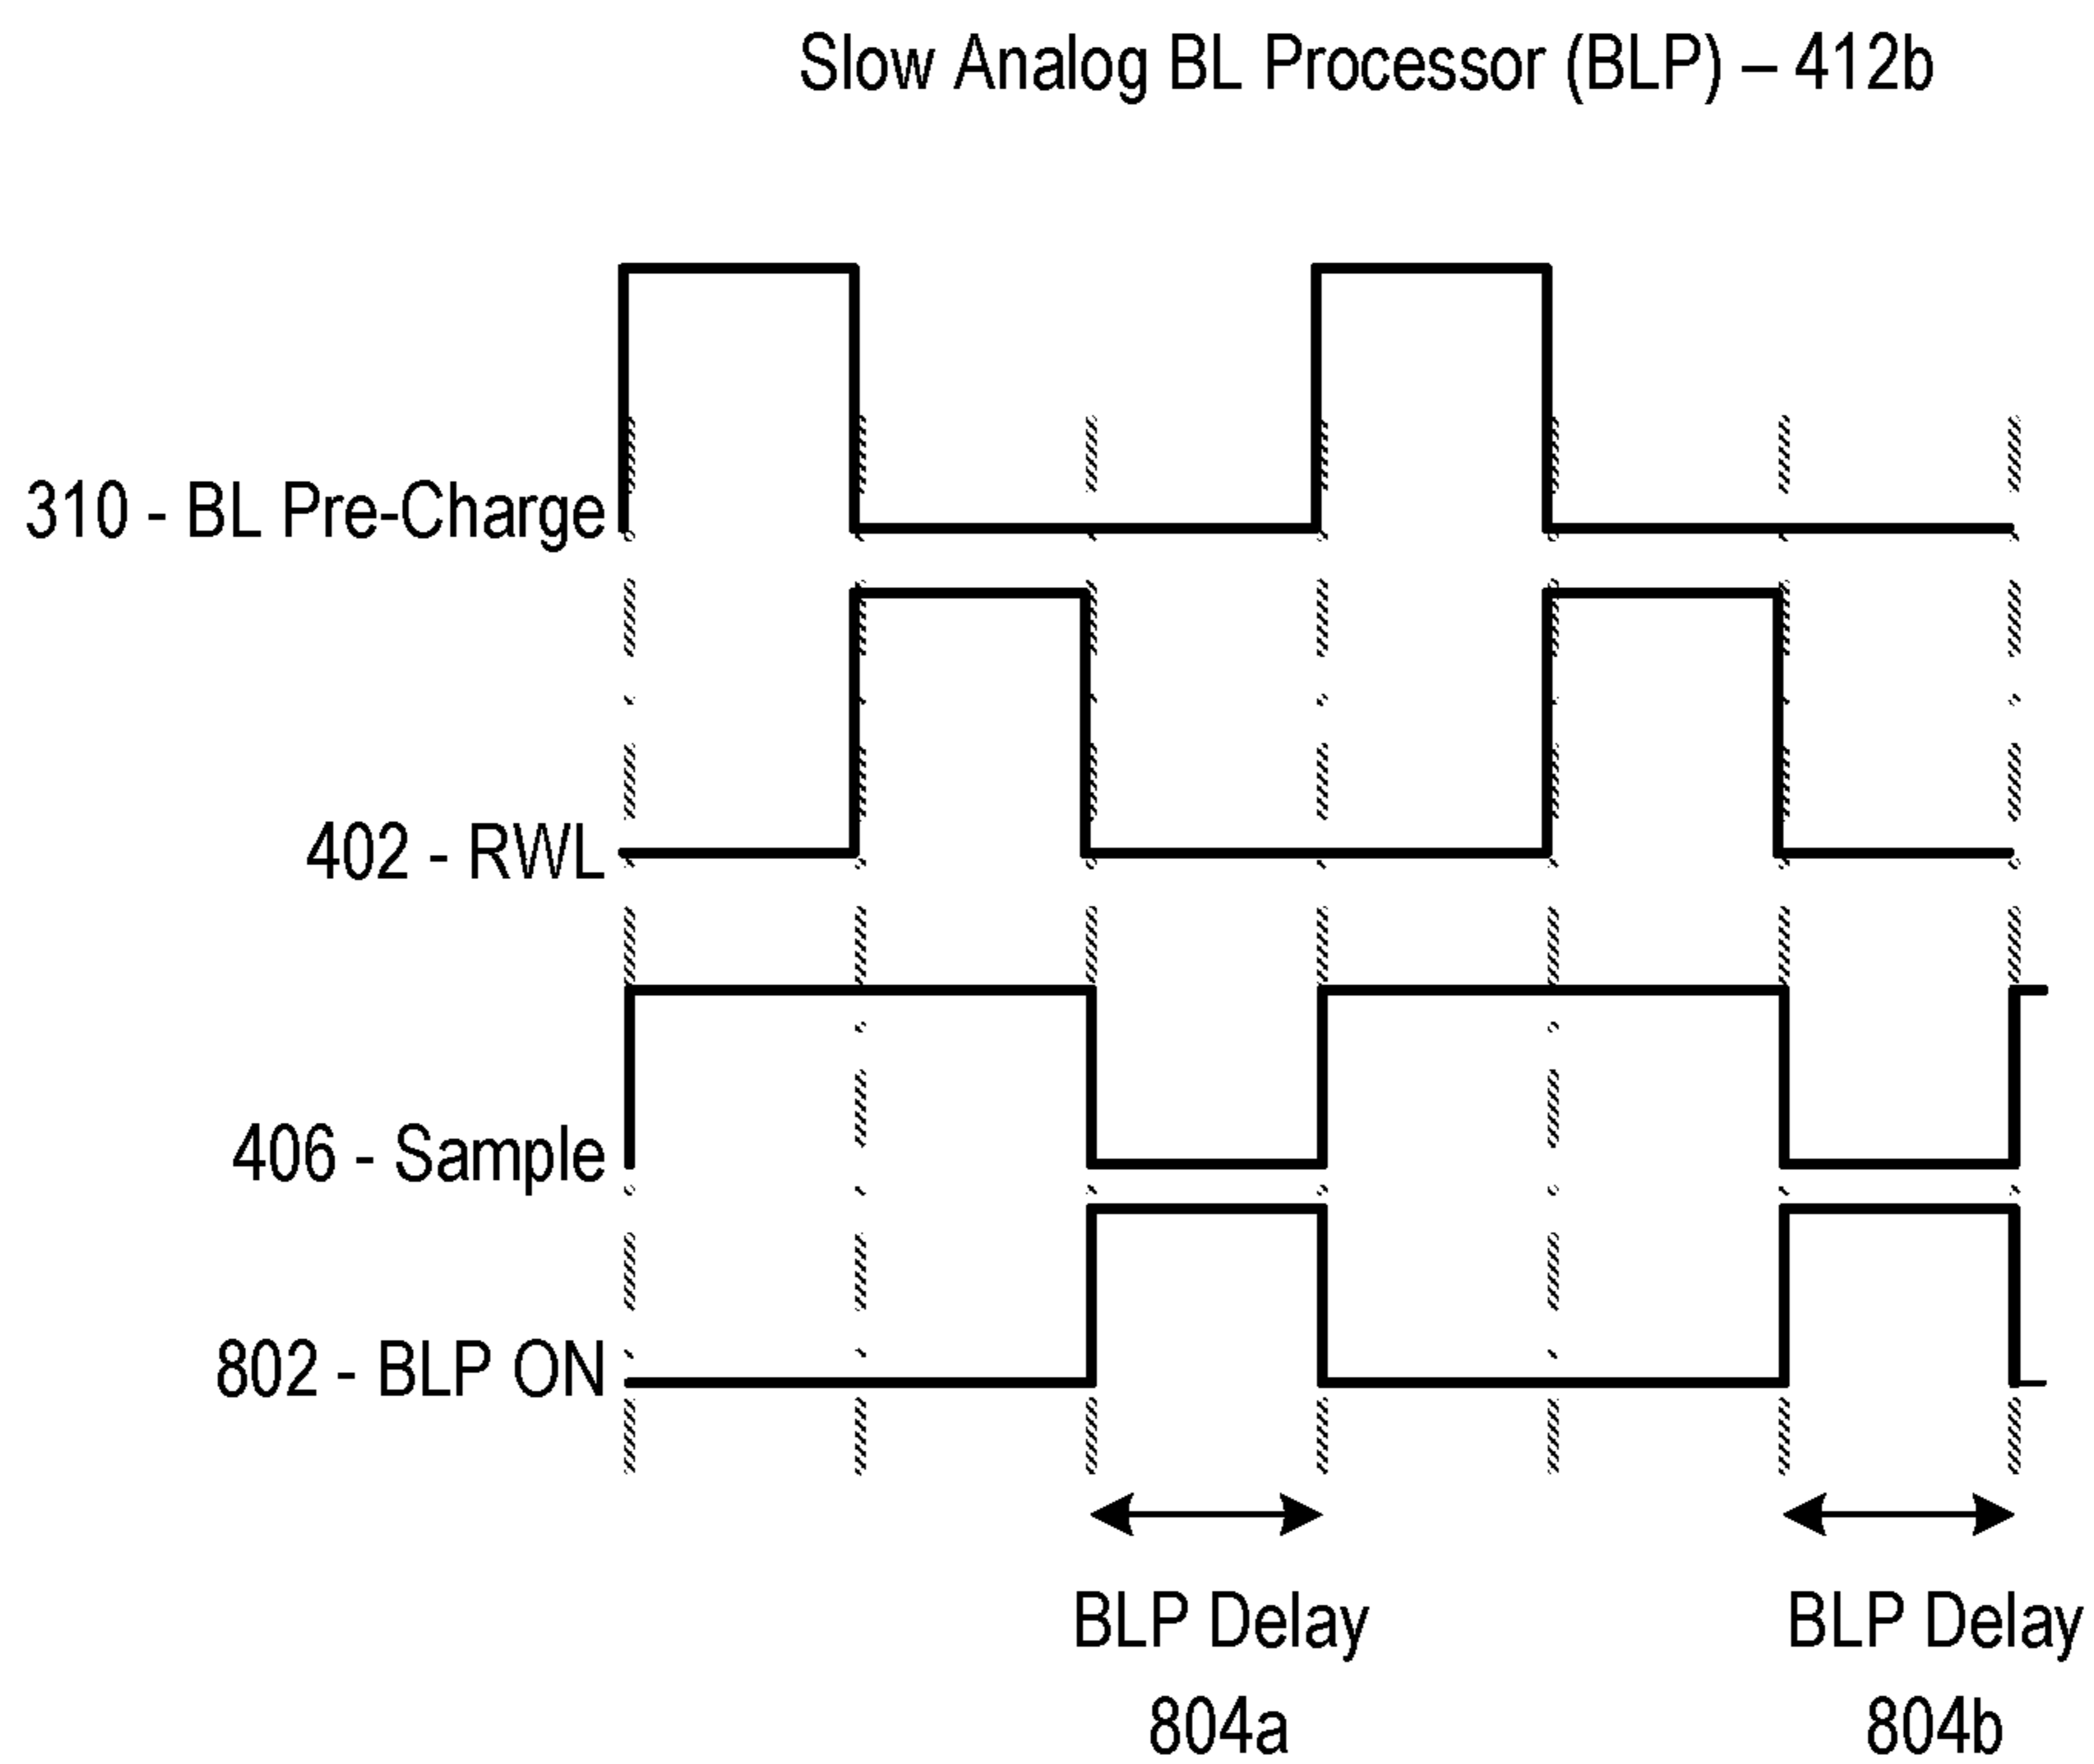 Slow Analog BL Processor (BLP) – 412b
310 - BL Pre-Charge
402 - RWL
406 - Sample
802 - BLP ON
BLP Delay
804a
BLP Delay
804b